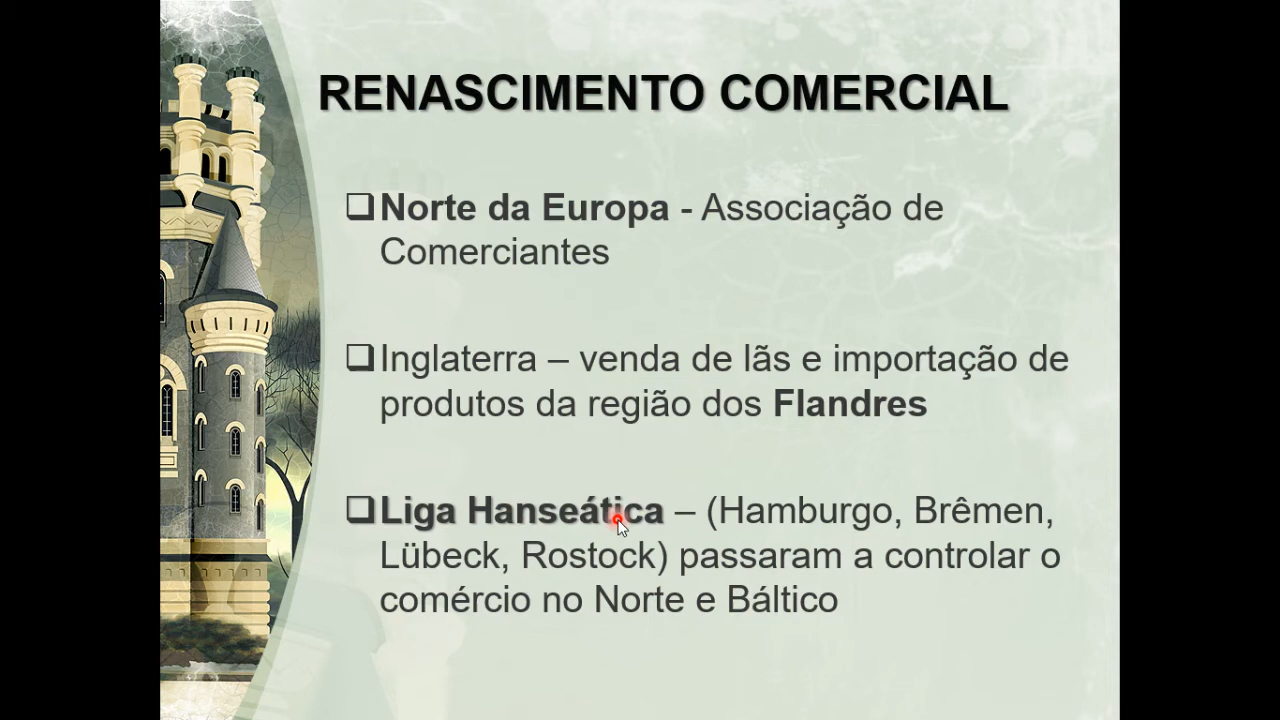 RENASCIMENTO COMERCIAL
❑Norte da Europa - Associação de
Comerciantes
❑Inglaterra – venda de lãs e importação de
produtos da região dos Flandres
❑Liga Hanseática – (Hamburgo, Brêmen,
Lübeck, Rostock) passaram a controlar o
comércio no Norte e Báltico